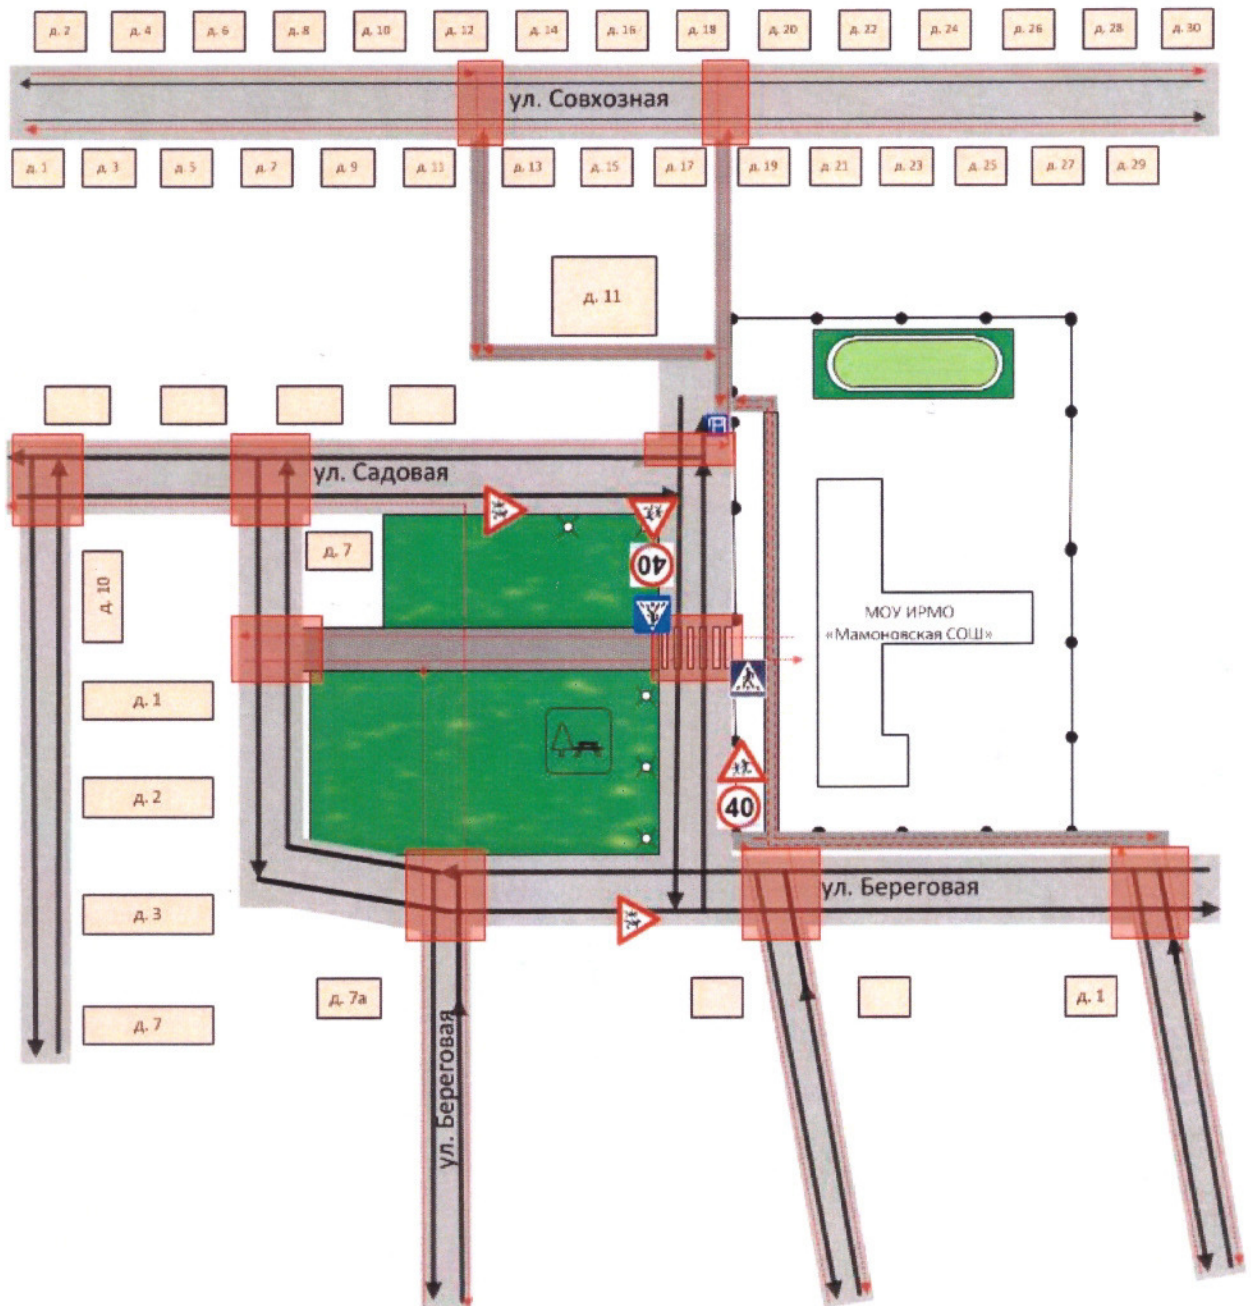 д. 2 д. 4 д. 6 д. 8 д. 10 д. 12 д. 14 д. 16 д. 18 д. 20 д. 22 д. 24 д. 26 д. 28 д. 30
ул. Совхозная
д. 1 д. 3 д. 5 д. 7 д. 9 д. 11 д. 13 д. 15 д. 17 д. 19 д. 21 д. 23 д. 25 д. 27 д. 29
д. 11
ул. Садовая
д. 7
40
д. 10
МОУ ИРМО
«Мамоновская СОШ»
д. 1
д. 2
40
ул. Береговая
д. 3
д. 7а
д. 1
д. 7
ул. Береговая